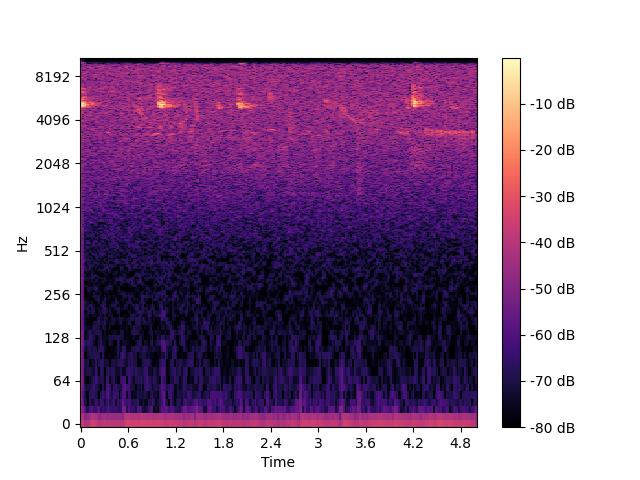 8192
4096
2048
1024
512
256
128
64
0
Hz
0 0.6 1.2 1.8 2.4 3 3.6 4.2 4.8
Time
-10 dB
-20 dB
-30 dB
-40 dB
-50 dB
-60 dB
-70 dB
-80 dB